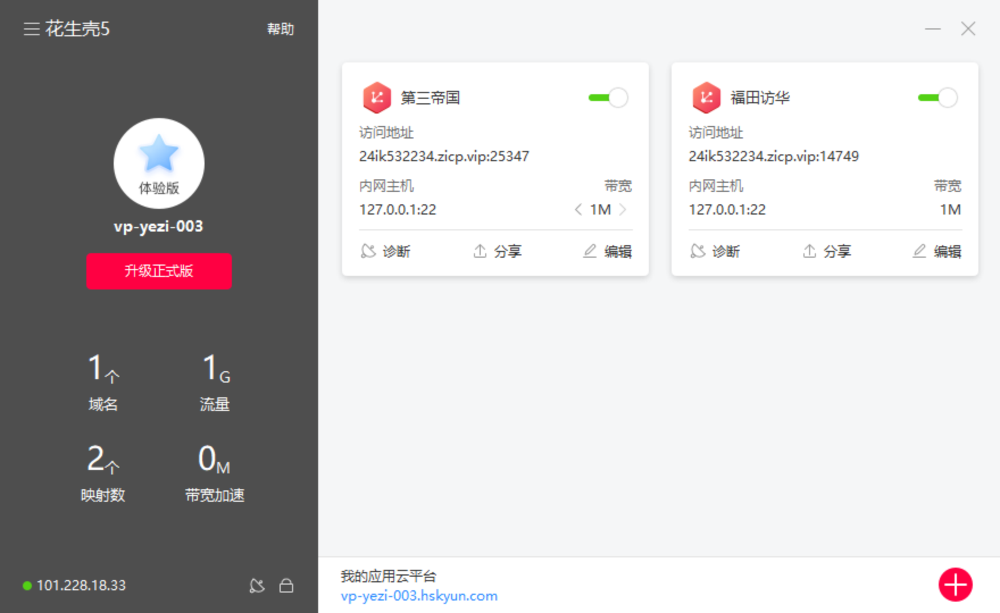 花生壳5
帮助
体验版
vp-yezi-003
升级正式版
1个
域名
1G
流量
2个
映射数
0M
带宽加速
101.228.18.33
第三帝国
访问地址
24ik532234.zicp.vip:25347
内网主机 带宽
127.0.0.1:22 1M
诊断 分享 编辑
福田访华
访问地址
24ik532234.zicp.vip:14749
内网主机 带宽
127.0.0.1:22 1M
诊断 分享 编辑
我的应用云平台
vp-yezi-003.hskyun.com